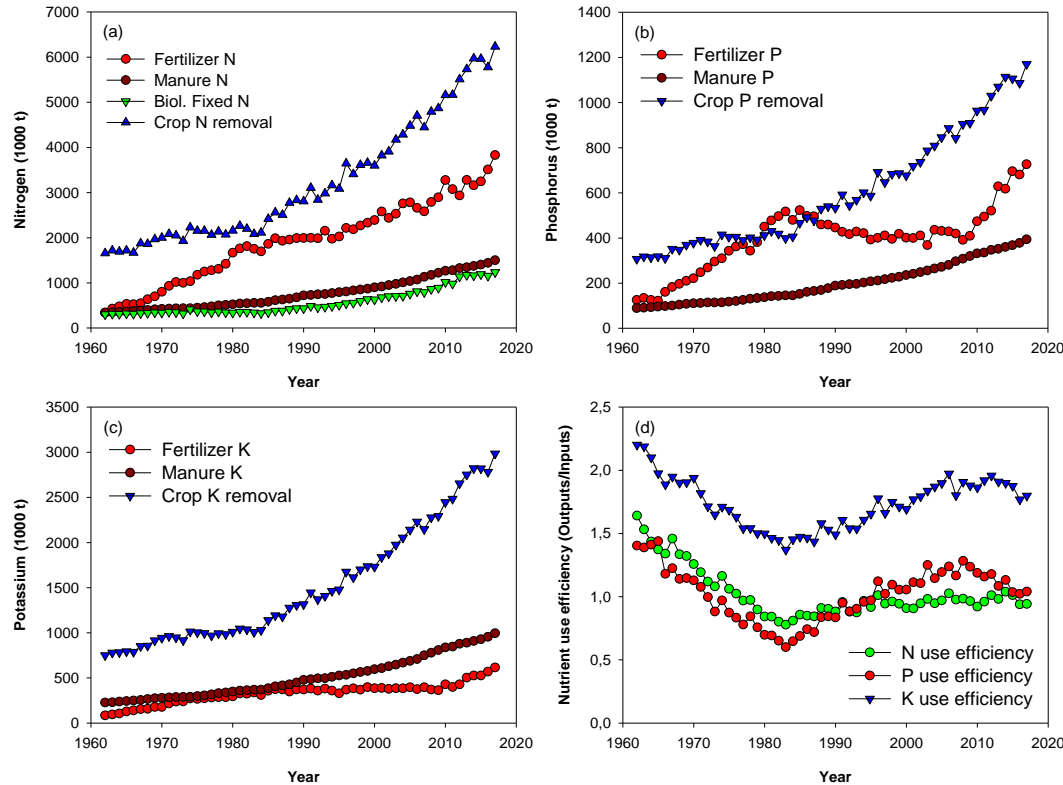 (a)
Fertilizer N
Manure N
Biol. Fixed N
Crop N removal
Nitrogen (1000 t)
7000
6000
5000
4000
3000
2000
1000
0
1960 1970 1980 1990 2000 2010 2020
Year
(b)
Fertilizer P
Manure P
Crop P removal
Phosphorus (1000 t)
1400
1200
1000
800
600
400
200
0
1960 1970 1980 1990 2000 2010 2020
Year
(c)
Fertilizer K
Manure K
Crop K removal
Potassium (1000 t)
3500
3000
2500
2000
1500
1000
500
0
1960 1970 1980 1990 2000 2010 2020
Year
(d)
Nutrient use efficiency (Outputs/Inputs)
2,5
2,0
1,5
1,0
0,5
0,0
N use efficiency
P use efficiency
K use efficiency
1960 1970 1980 1990 2000 2010 2020
Year